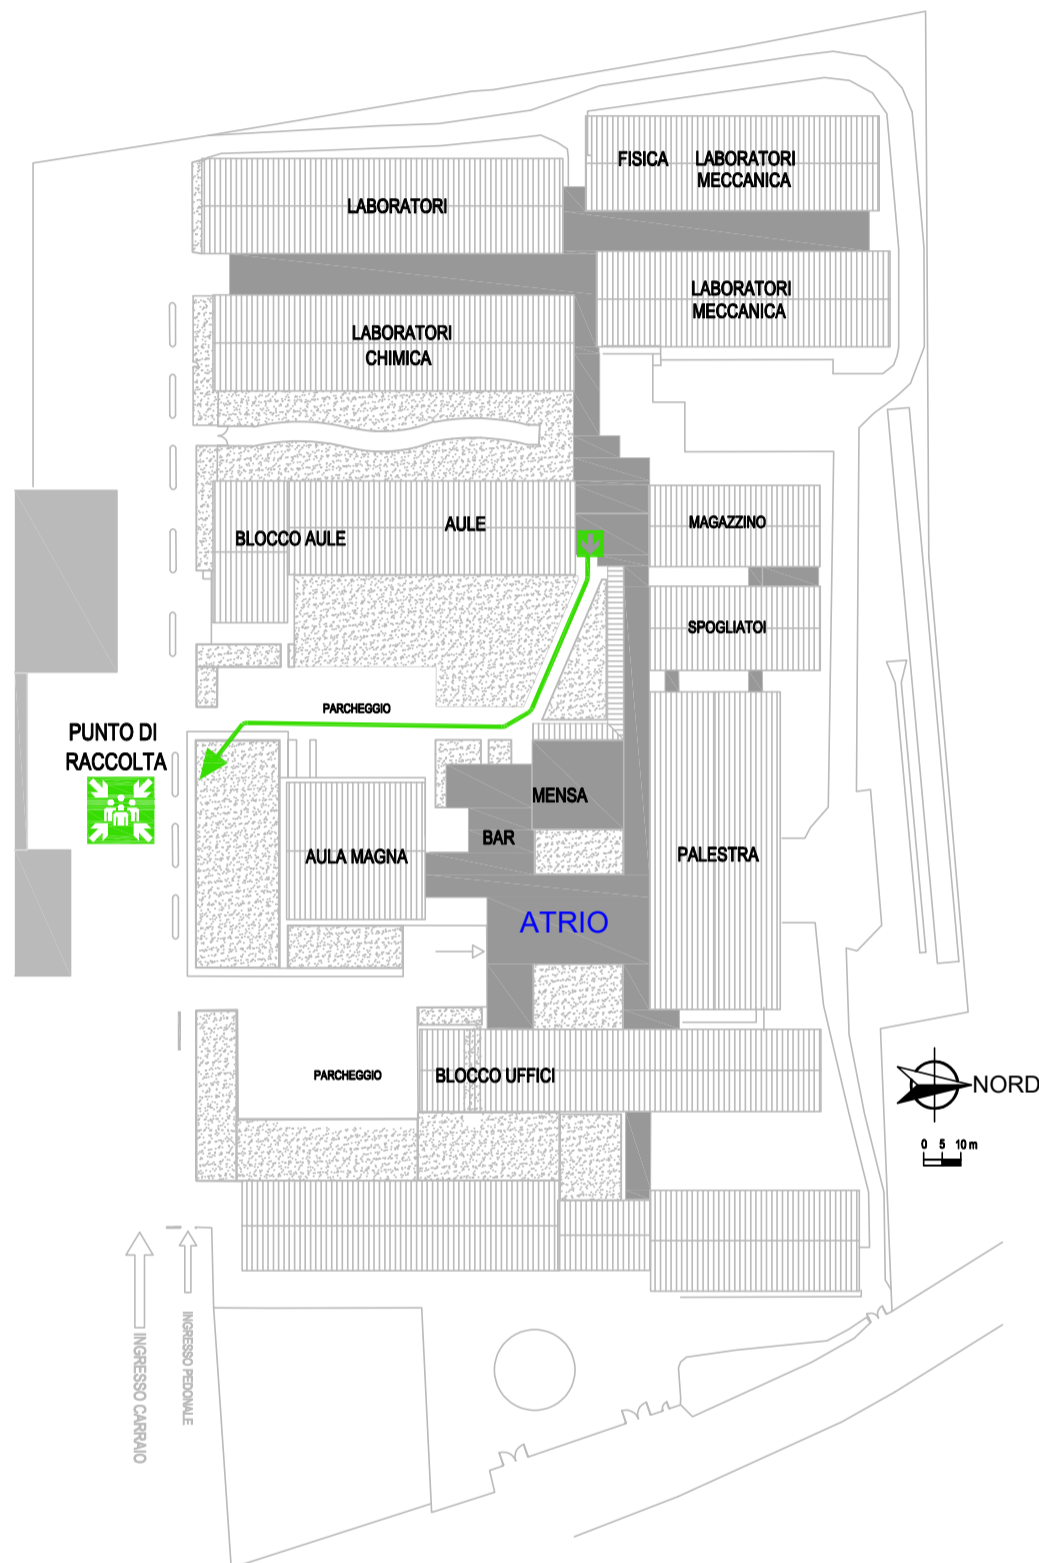 FISICA LABORATORI
MECCANICA
LABORATORI
LABORATORI
MECCANICA
LABORATORI
CHIMICA
MAGAZZINO
AULE
BLOCCO AULE
SPOGLIATOI
PARCHEGGIO
PUNTO DI
RACCOLTA
MENSA
BAR
AULA MAGNA
PALESTRA
ATRIO
PARCHEGGIO
BLOCCO UFFICI
NORD
0 5 10 m
INGRESSO CARRAIO
INGRESSO PEDONALE